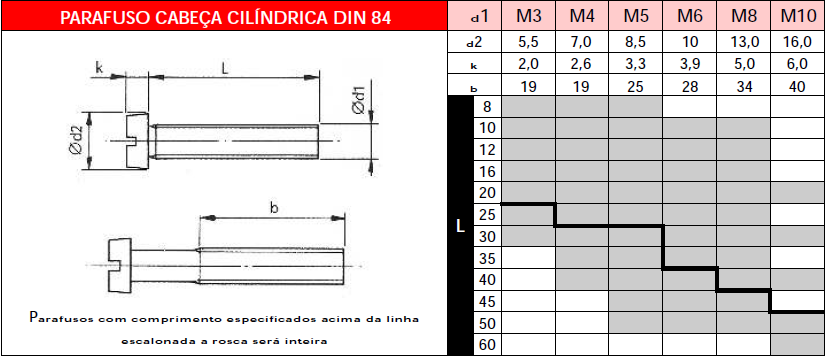 PARAFUSO CABEÇA CILÍNDRICA DIN 84
d1 M3 M4 M5 M6 M8 M10
d2 5,5 7,0 8,5 10 13,0 16,0
k 2,0 2,6 3,3 3,9 5,0 6,0
b 19 19 25 28 34 40
L
8
10
12
16
20
25
30
35
40
45
50
60
k L
Ød2
Ød1
b
Parafusos com comprimento especificados acima da linha
escalonada a rosca será inteira